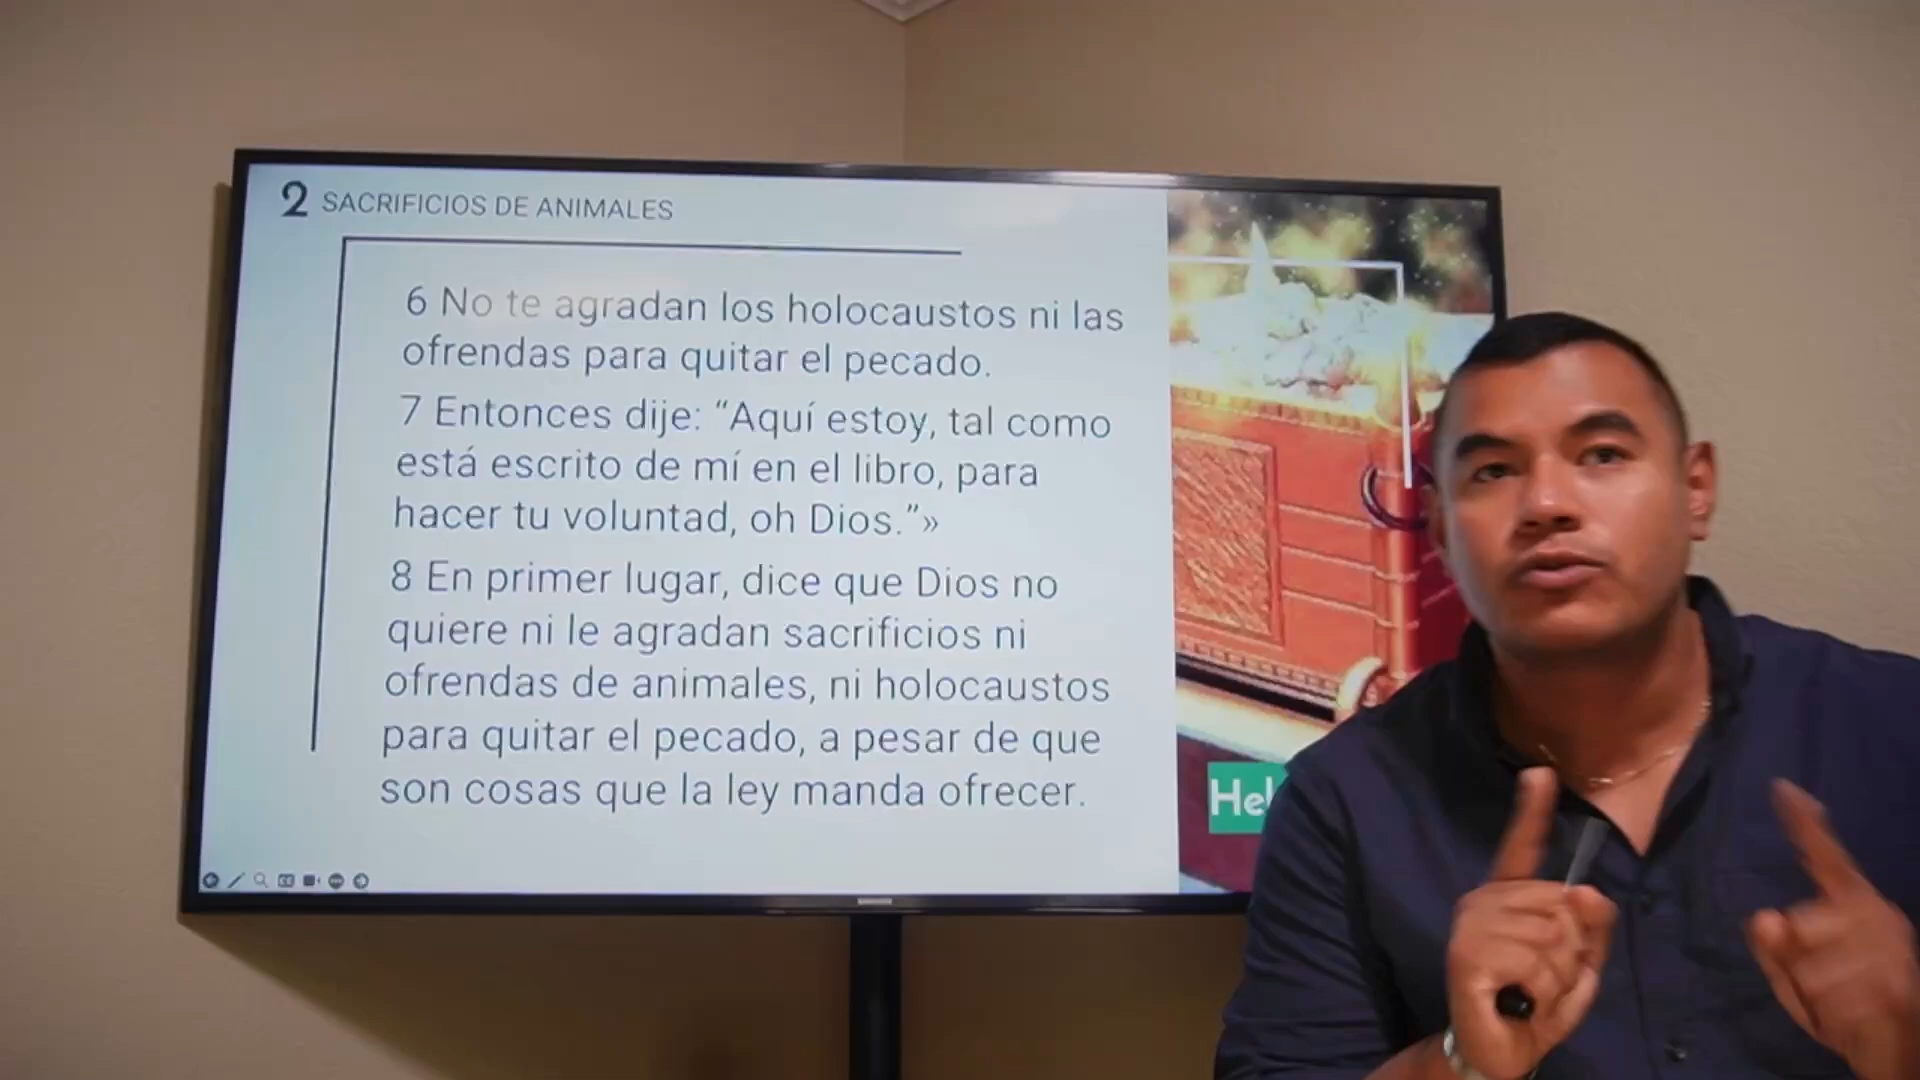 2 SACRIFICIOS DE ANIMALES
6 No te agradan los holocaustos ni las
ofrendas para quitar el pecado.
7 Entonces dije: “Aquí estoy, tal como
está escrito de mí en el libro, para
hacer tu voluntad, oh Dios.”»
8 En primer lugar, dice que Dios no
quiere ni le agradan sacrificios ni
ofrendas de animales, ni holocaustos
para quitar el pecado, a pesar de que
son cosas que la ley manda ofrecer.